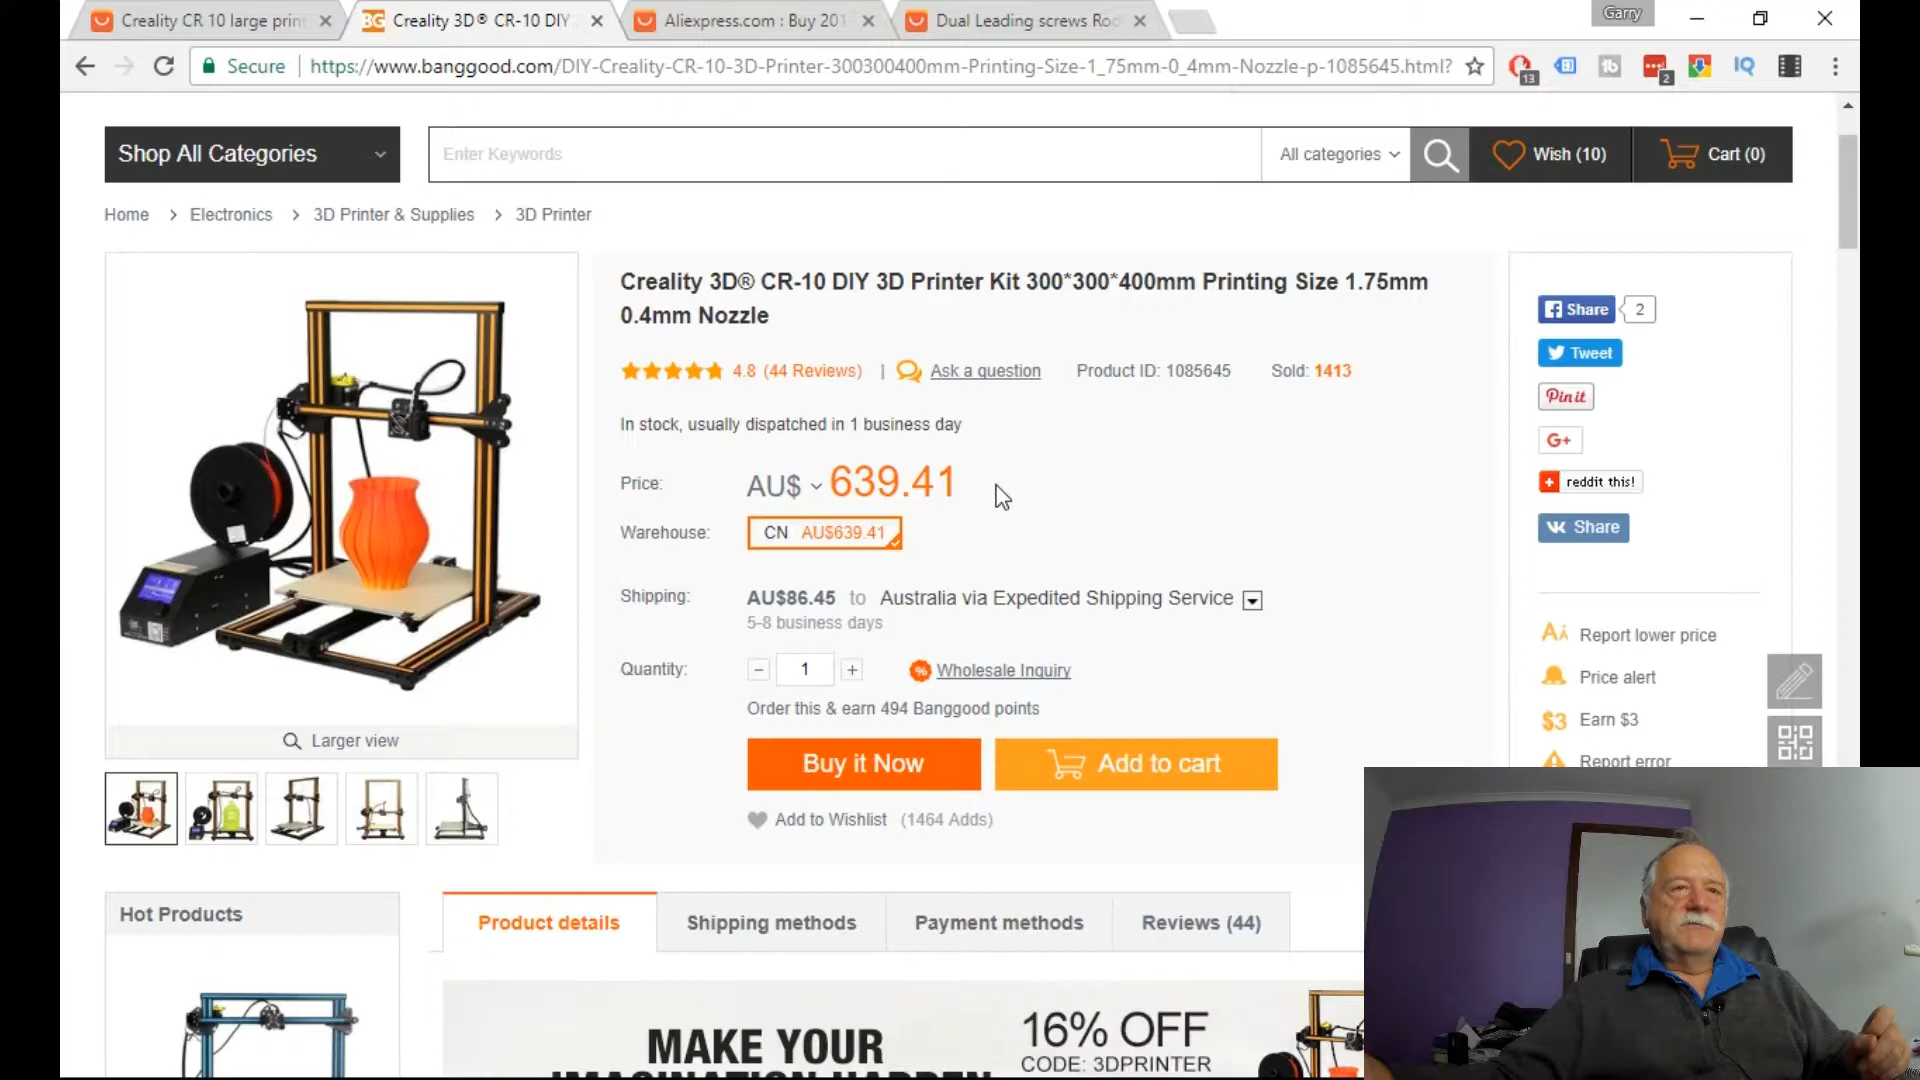 Creality CR 10 large print
Creality 3D® CR-10 DIY
Aliexpress.com : Buy 201
Dual Leading screws Rod
Garry
Secure
https://www.banggood.com/DIY-Creality-CR-10-3D-Printer-300300400mm-Printing-Size-1_75mm-0_4mm-Nozzle-p-1085645.html?
13
2
IQ
Shop All Categories
Enter Keywords
All categories
Wish (10)
Cart (0)
Home > Electronics > 3D Printer & Supplies > 3D Printer
Creality 3D® CR-10 DIY 3D Printer Kit 300*300*400mm Printing Size 1.75mm
0.4mm Nozzle
4.8 (44 Reviews) | Ask a question Product ID: 1085645 Sold: 1413
In stock, usually dispatched in 1 business day
Price: AU$ 639.41
Warehouse: CN AU$639.41
Shipping: AU$86.45 to Australia via Expedited Shipping Service
5-8 business days
Quantity: − 1 + Wholesale Inquiry
Order this & earn 494 Banggood points
Buy it Now
Add to cart
Add to Wishlist (1464 Adds)
Larger view
Share 2
Tweet
Pin it
G+
reddit this!
Share
Report lower price
Price alert
$3 Earn $3
Report error
Hot Products
Product details
Shipping methods
Payment methods
Reviews (44)
MAKE YOUR
IMAGINATION HAPPEN
16% OFF
CODE: 3DPRINTER